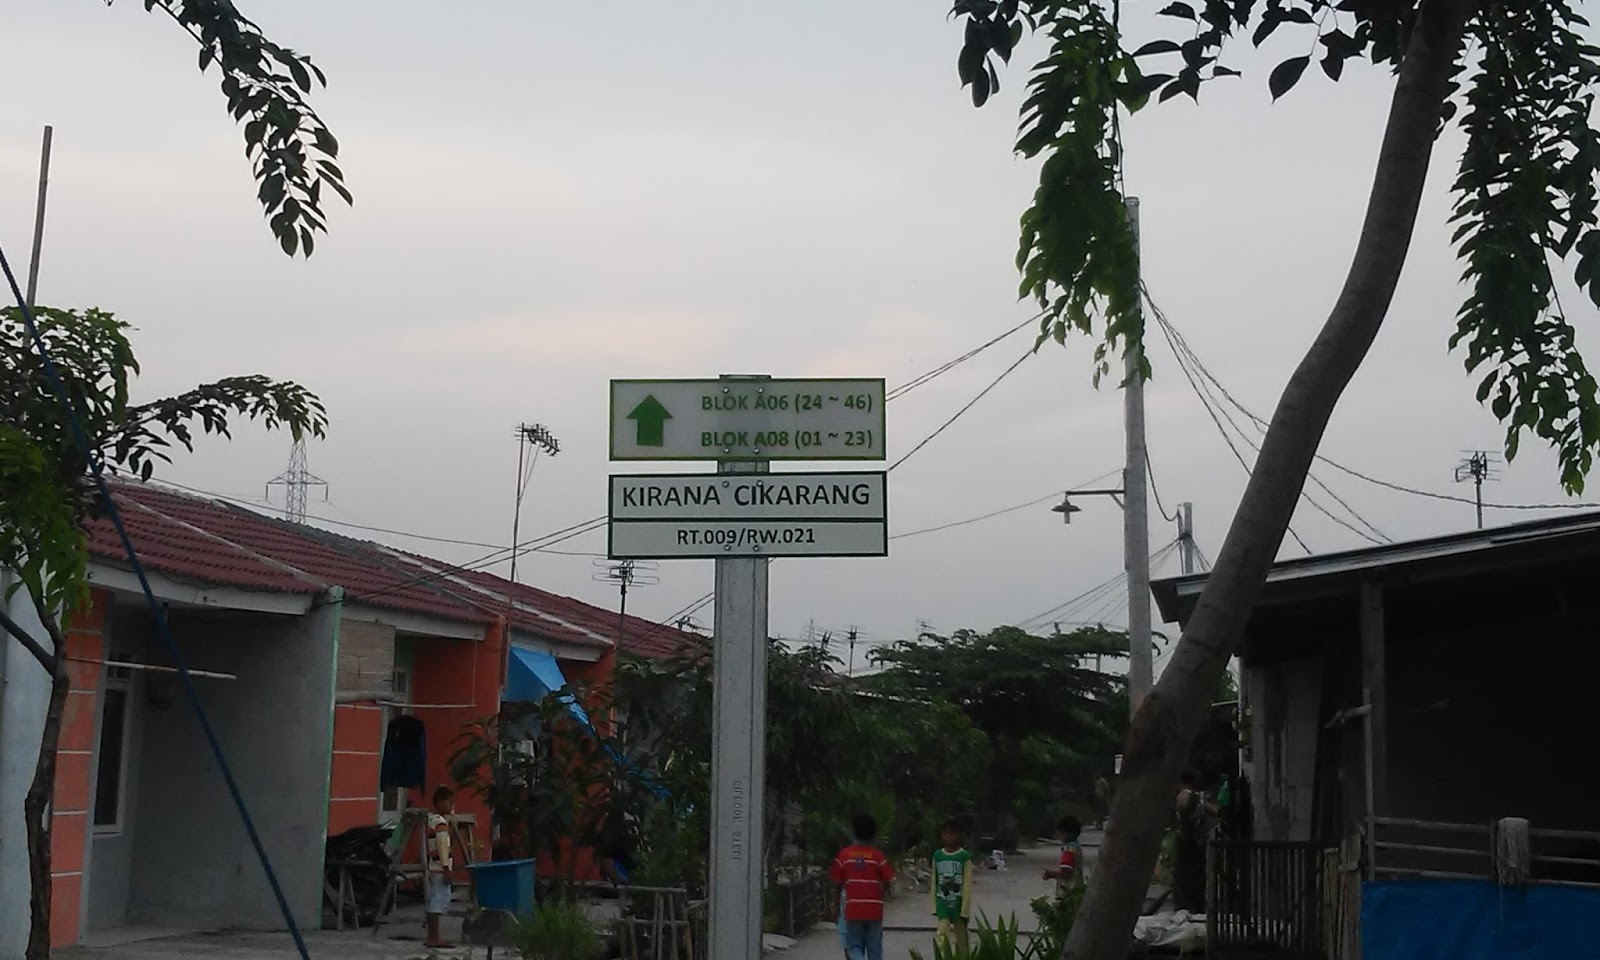 BLOK A06 (24 ~ 46)
BLOK A08 (01 ~ 23)
KIRANA CIKARANG
RT.009/RW.021